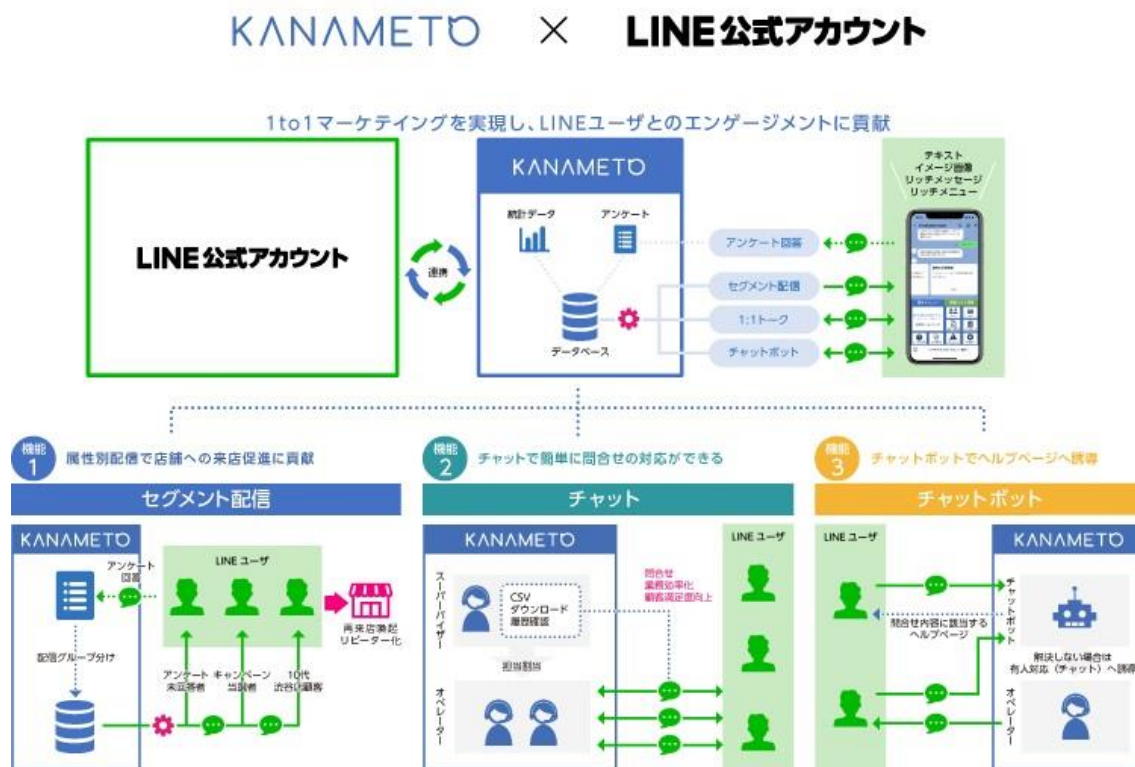 KANAMETO × LINE公式アカウント
1to1マーケテイングを実現し、LINEユーザとのエンゲージメントに貢献
LINE公式アカウント
連携
KANAMETO
統計データ
アンケート
データベース
アンケート回答
セグメント配信
1:1トーク
チャットボット
テキスト
イメージ画像
リッチメッセージ
リッチメニュー
機能
1
属性別配信で店舗への来店促進に貢献
セグメント配信
KANAMETO
アンケート
回答
配信グループ分け
LINE ユーザ
再来店喚起
リピーター化
アンケート
未回答者
キャンペーン
当選者
10代
渋谷区顧客
機能
2
チャットで簡単に問合せの対応ができる
チャット
KANAMETO
スーパーバイザー
CSV
ダウンロード
履歴確認
担当割当
オペレーター
問合せ
業務効率化
顧客満足度向上
LINE ユーザ
機能
3
チャットボットでヘルプページへ誘導
チャットボット
LINE ユーザ
KANAMETO
問合せ内容に該当する
ヘルプページ
チャットボット
解決しない場合は
有人対応（チャット）へ誘導
オペレーター